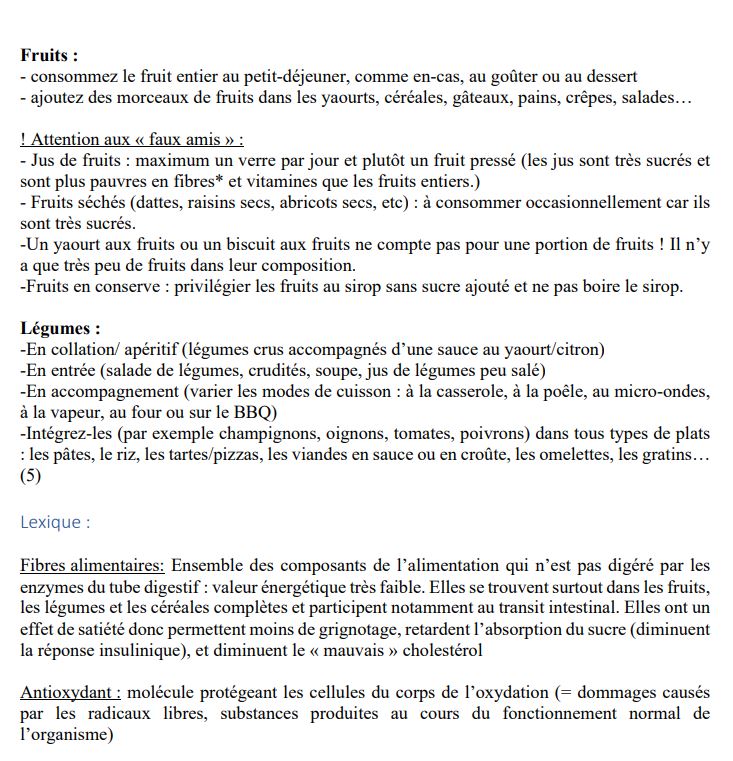 Fruits :
- consommez le fruit entier au petit-déjeuner, comme en-cas, au goûter ou au dessert
- ajoutez des morceaux de fruits dans les yaourts, céréales, gâteaux, pains, crêpes, salades…
! Attention aux « faux amis » :
- Jus de fruits : maximum un verre par jour et plutôt un fruit pressé (les jus sont très sucrés et
sont plus pauvres en fibres* et vitamines que les fruits entiers.)
- Fruits séchés (dattes, raisins secs, abricots secs, etc) : à consommer occasionnellement car ils
sont très sucrés.
-Un yaourt aux fruits ou un biscuit aux fruits ne compte pas pour une portion de fruits ! Il n’y
a que très peu de fruits dans leur composition.
-Fruits en conserve : privilégier les fruits au sirop sans sucre ajouté et ne pas boire le sirop.
Légumes :
-En collation/ apéritif (légumes crus accompagnés d’une sauce au yaourt/citron)
-En entrée (salade de légumes, crudités, soupe, jus de légumes peu salé)
-En accompagnement (varier les modes de cuisson : à la casserole, à la poêle, au micro-ondes,
à la vapeur, au four ou sur le BBQ)
-Intégrez-les (par exemple champignons, oignons, tomates, poivrons) dans tous types de plats
: les pâtes, le riz, les tartes/pizzas, les viandes en sauce ou en croûte, les omelettes, les gratins…
(5)
Lexique :
Fibres alimentaires: Ensemble des composants de l’alimentation qui n’est pas digéré par les
enzymes du tube digestif : valeur énergétique très faible. Elles se trouvent surtout dans les fruits,
les légumes et les céréales complètes et participent notamment au transit intestinal. Elles ont un
effet de satiété donc permettent moins de grignotage, retardent l’absorption du sucre (diminuent
la réponse insulinique), et diminuent le « mauvais » cholestérol
Antioxydant : molécule protégeant les cellules du corps de l’oxydation (= dommages causés
par les radicaux libres, substances produites au cours du fonctionnement normal de
l’organisme)